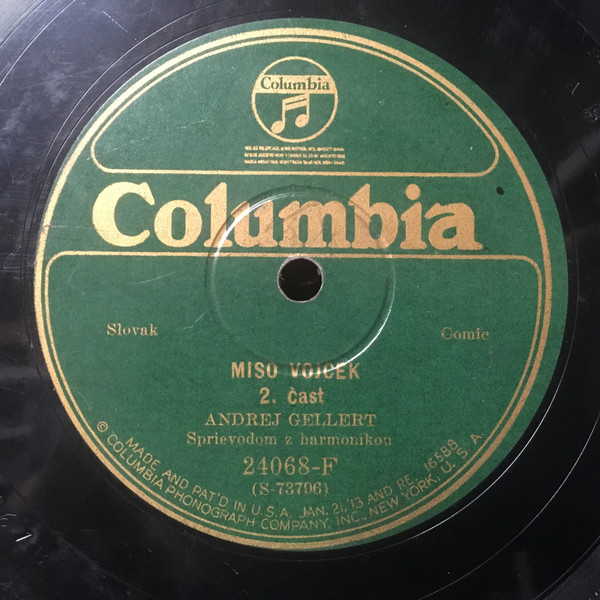 Columbia
Columbia
Slovak
Comic
MISO VOJCEK
2. čast
ANDREJ GELLERT
Sprievodom z harmonikou
24068-F
(S-73796)
MADE AND PAT'D IN U.S.A. JAN. 21, '13 AND RE. 16588
© COLUMBIA PHONOGRAPH COMPANY, INC., NEW YORK, U.S.A.